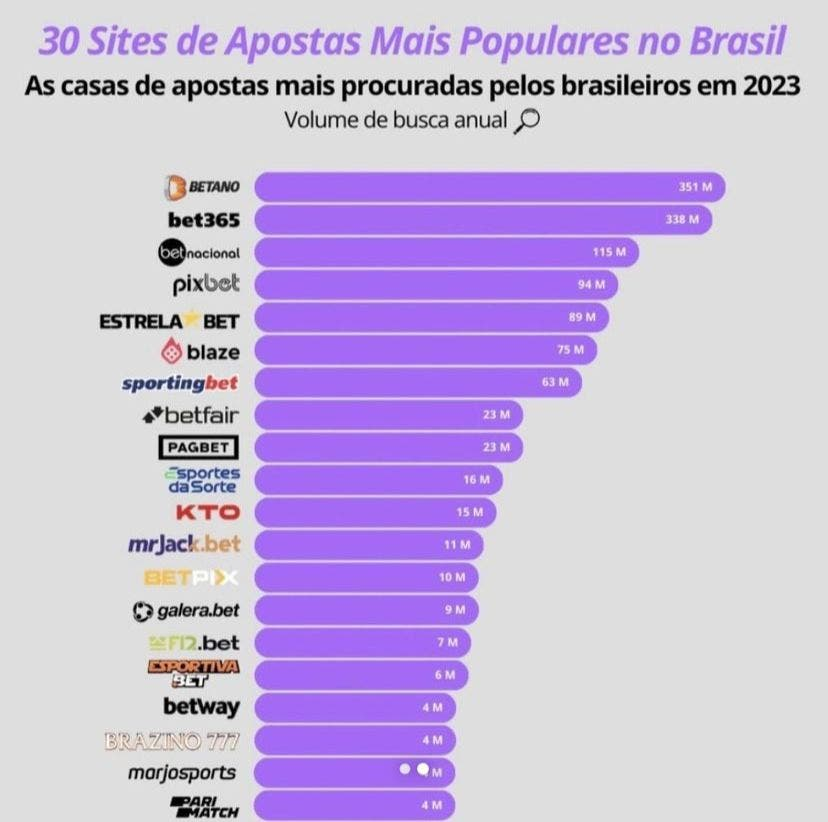 30 Sites de Apostas Mais Populares no Brasil
As casas de apostas mais procuradas pelos brasileiros em 2023
Volume de busca anual
BETANO 351 M
bet365 338 M
betnacional 115 M
pixbet 94 M
ESTRELA BET 89 M
blaze 75 M
sportingbet 63 M
betfair 23 M
PAGBET 23 M
Esportes
daSorte 16 M
KTO 15 M
mrJack.bet 11 M
BETPIX 10 M
galera.bet 9 M
F12.bet 7 M
ESPORTIVA
BET 6 M
betway 4 M
BRAZINO 777 4 M
marjosports M
PARI
MATCH 4 M